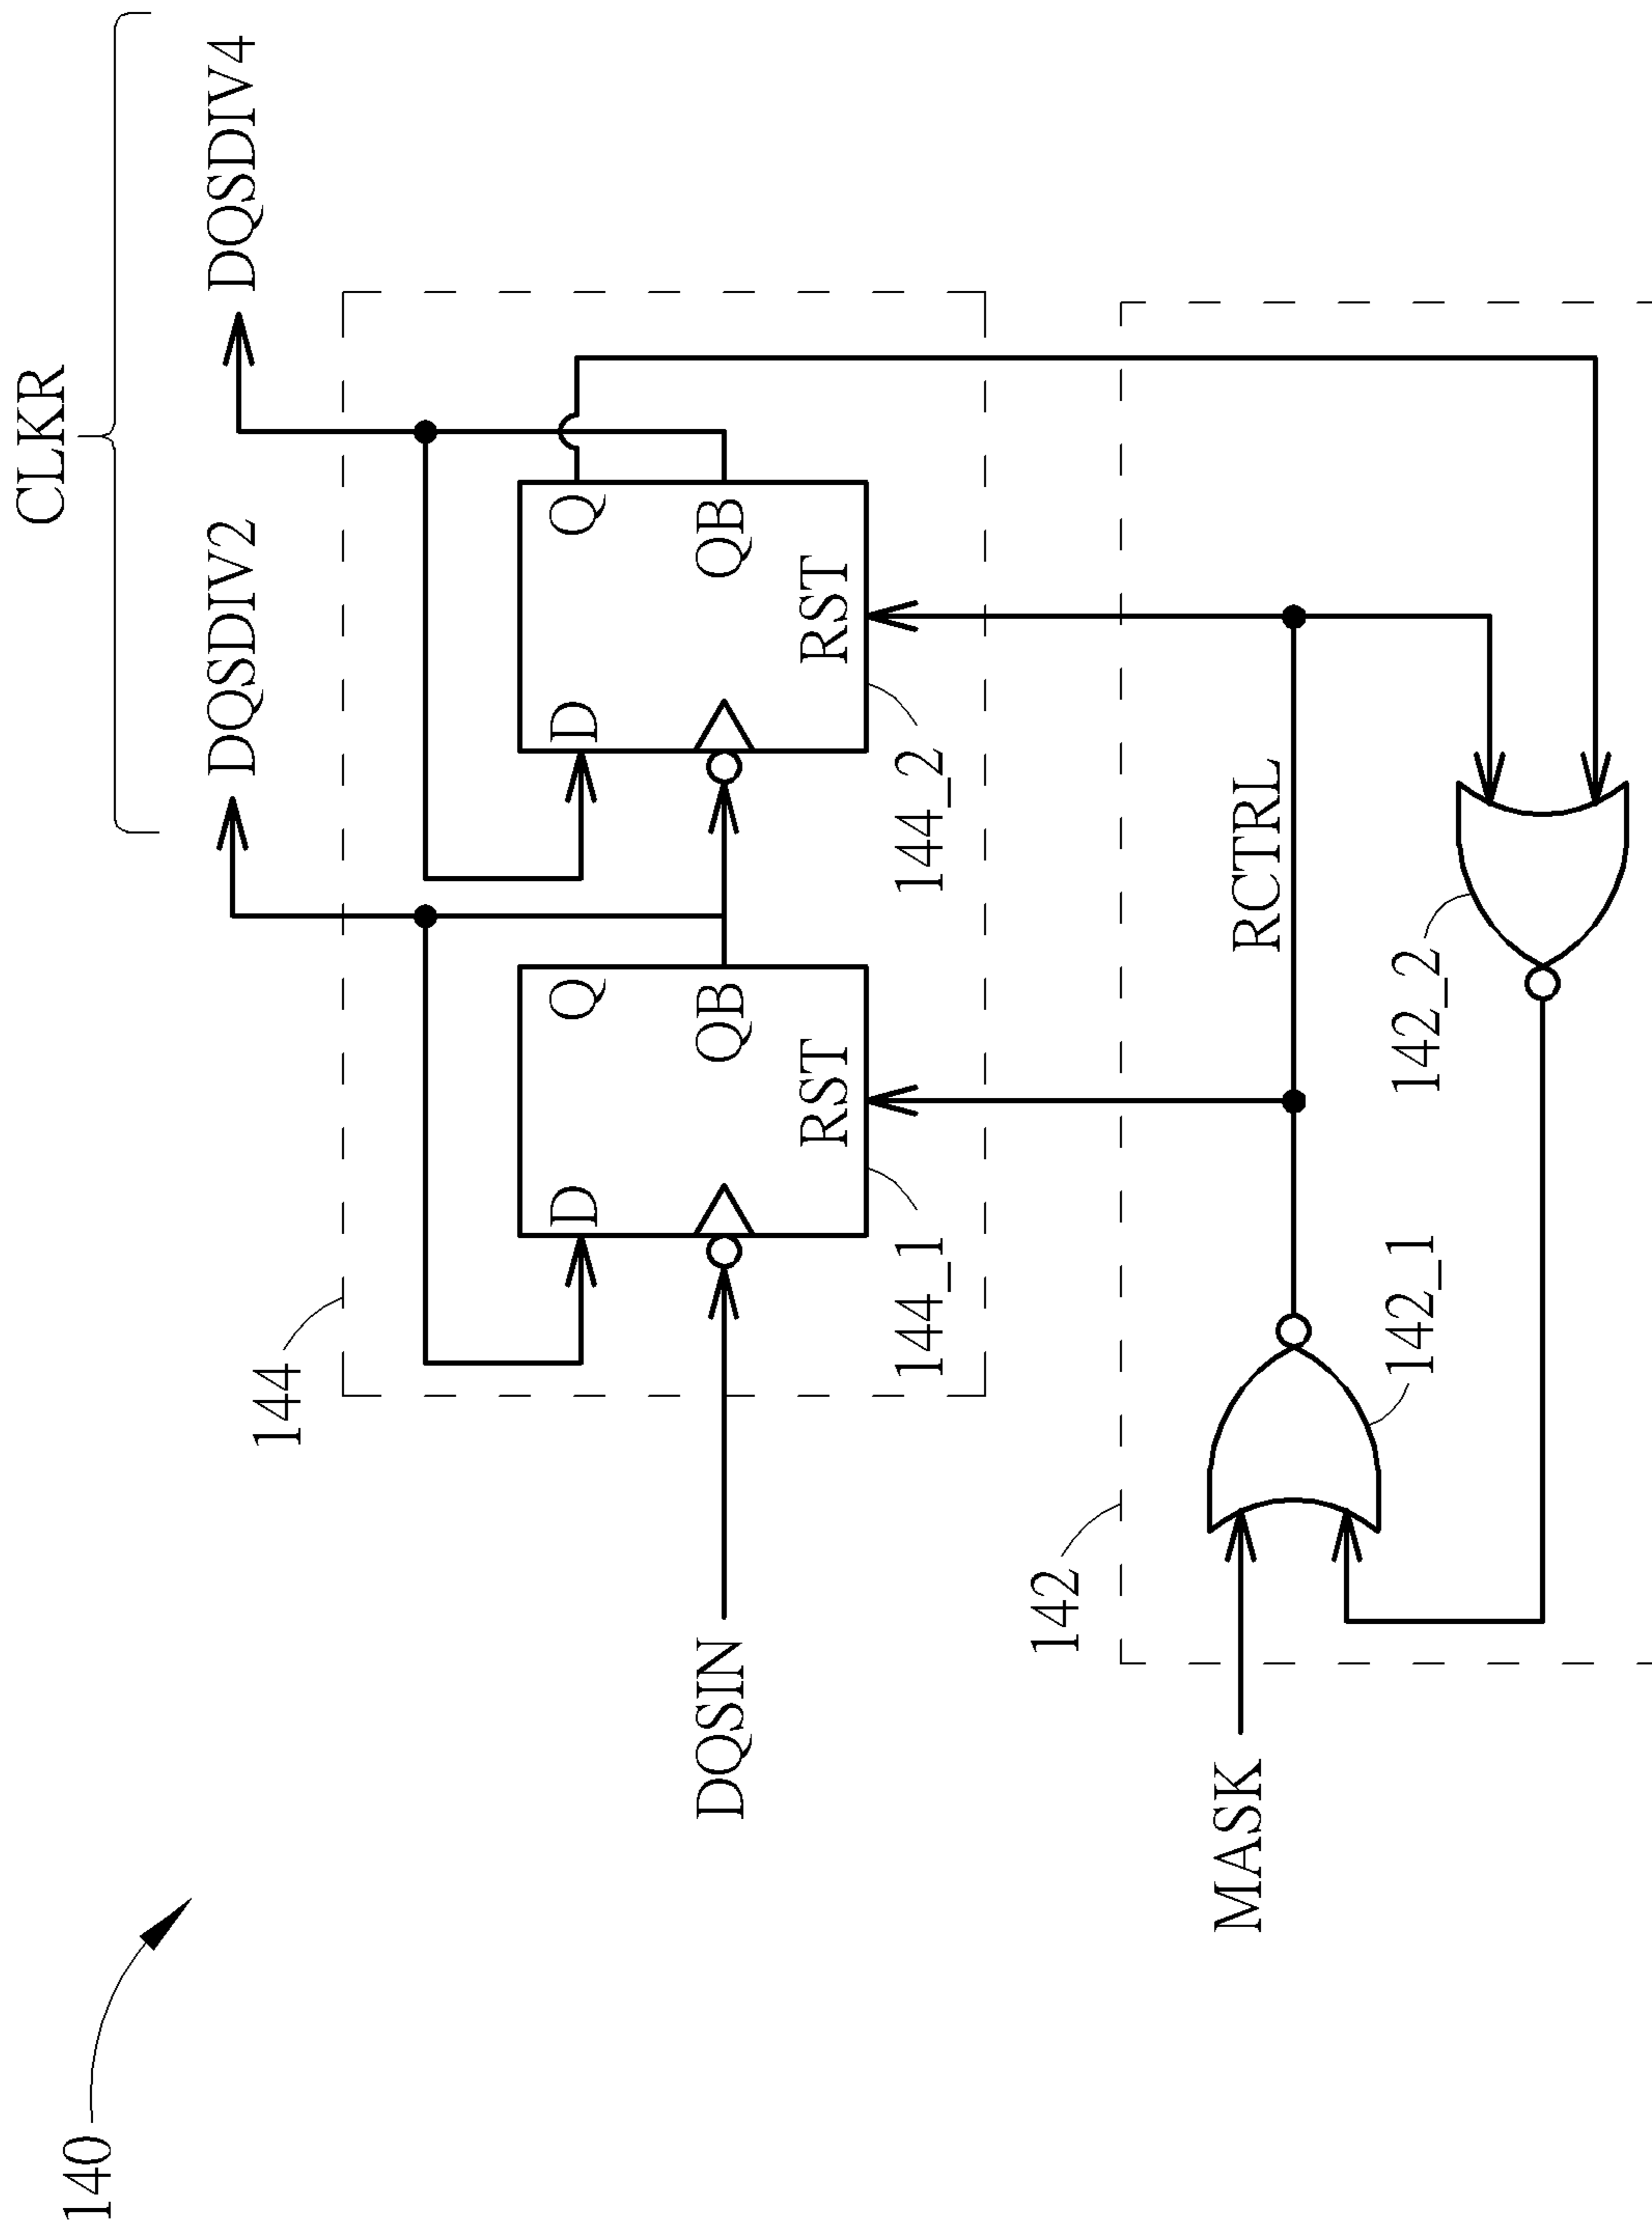 140
CLKR
DQSDIV2
DQSDIV4
144
D
Q
QB
RST
144_1
D
Q
QB
RST
144_2
DQSIN
142
MASK
RCTRL
142_1
142_2